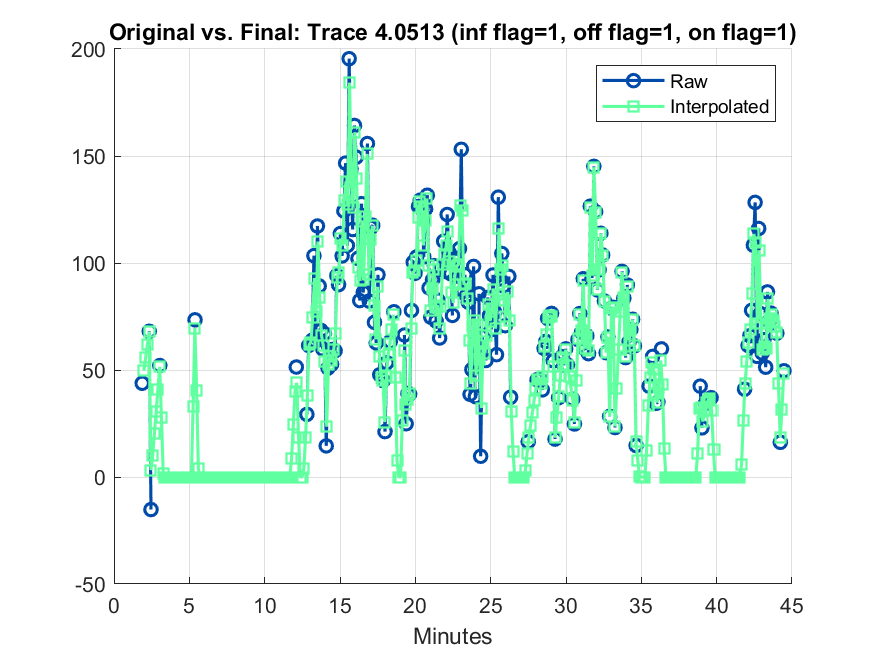 Original vs. Final: Trace 4.0513 (inf flag=1, off flag=1, on flag=1)
200
Raw
Interpolated
150
100
50
0
-50
0 5 10 15 20 25 30 35 40 45
Minutes